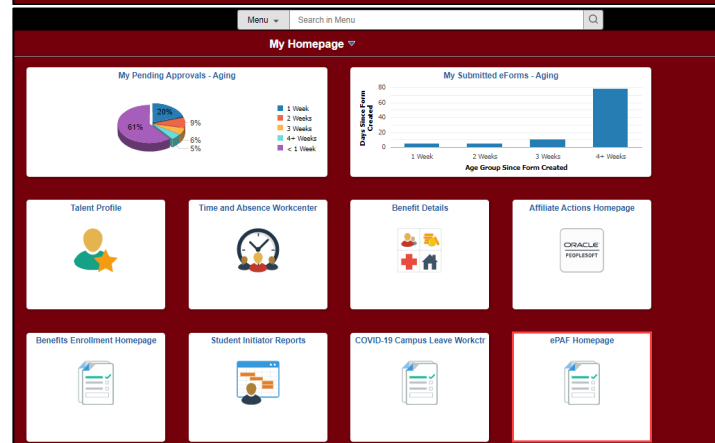 Menu
Search in Menu
My Homepage
My Pending Approvals - Aging
20%
9%
61%
6%
5%
1 Week
2 Weeks
3 Weeks
4+ Weeks
< 1 Week
My Submitted eForms - Aging
Days Since Form
Created
80
60
40
20
0
1 Week 2 Weeks 3 Weeks 4+ Weeks
Age Group Since Form Created
Talent Profile
Time and Absence Workcenter
Benefit Details
Affiliate Actions Homepage
ORACLE
PEOPLESOFT
Benefits Enrollment Homepage
Student Initiator Reports
COVID-19 Campus Leave Workctr
ePAF Homepage